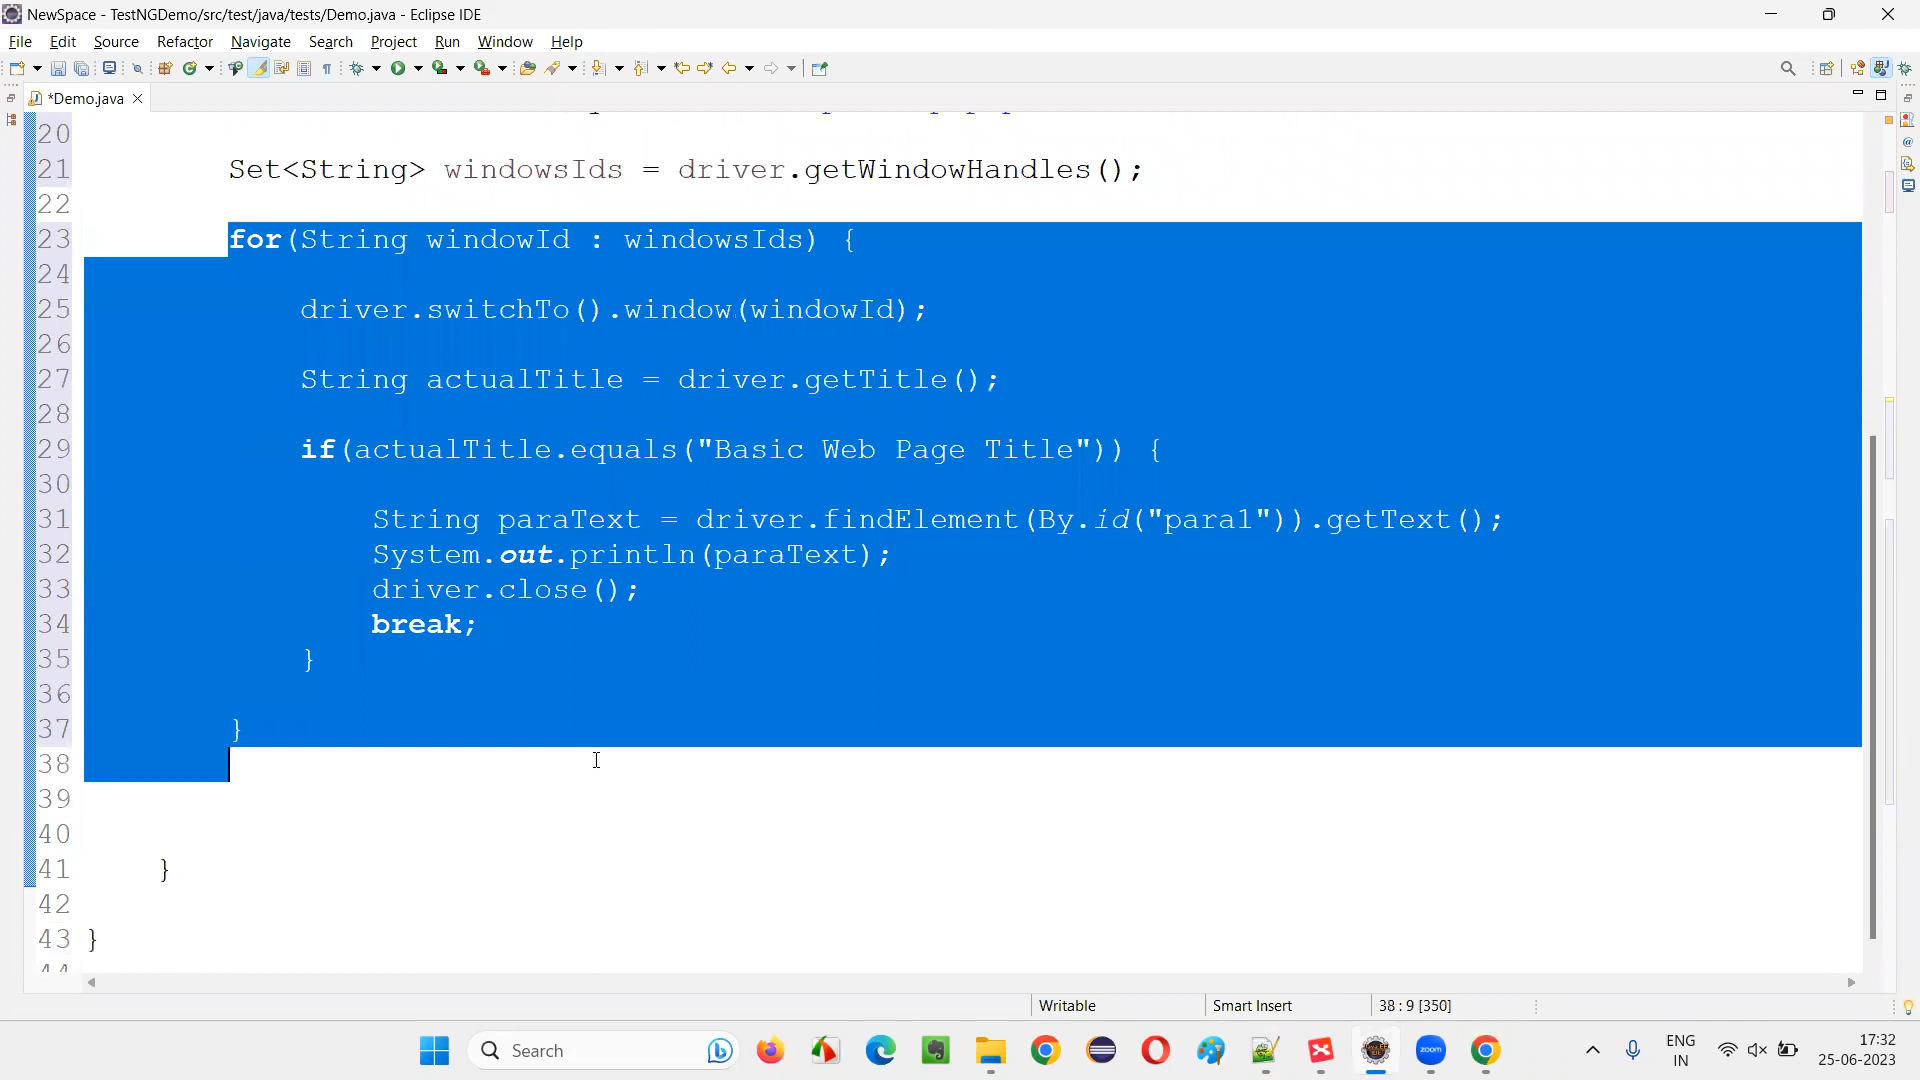 NewSpace - TestNGDemo/src/test/java/tests/Demo.java - Eclipse IDE
File Edit Source Refactor Navigate Search Project Run Window Help
*Demo.java
20
21 Set<String> windowsIds = driver.getWindowHandles();
22
23 for(String windowId : windowsIds) {
24
25 driver.switchTo().window(windowId);
26
27 String actualTitle = driver.getTitle();
28
29 if(actualTitle.equals("Basic Web Page Title")) {
30
31 String paraText = driver.findElement(By.id("para1")).getText();
32 System.out.println(paraText);
33 driver.close();
34 break;
35 }
36
37 }
38
39
40
41 }
42
43 }
44
Writable Smart Insert 38 : 9 [350]
Search zoom ENG 17:32
IN 25-06-2023